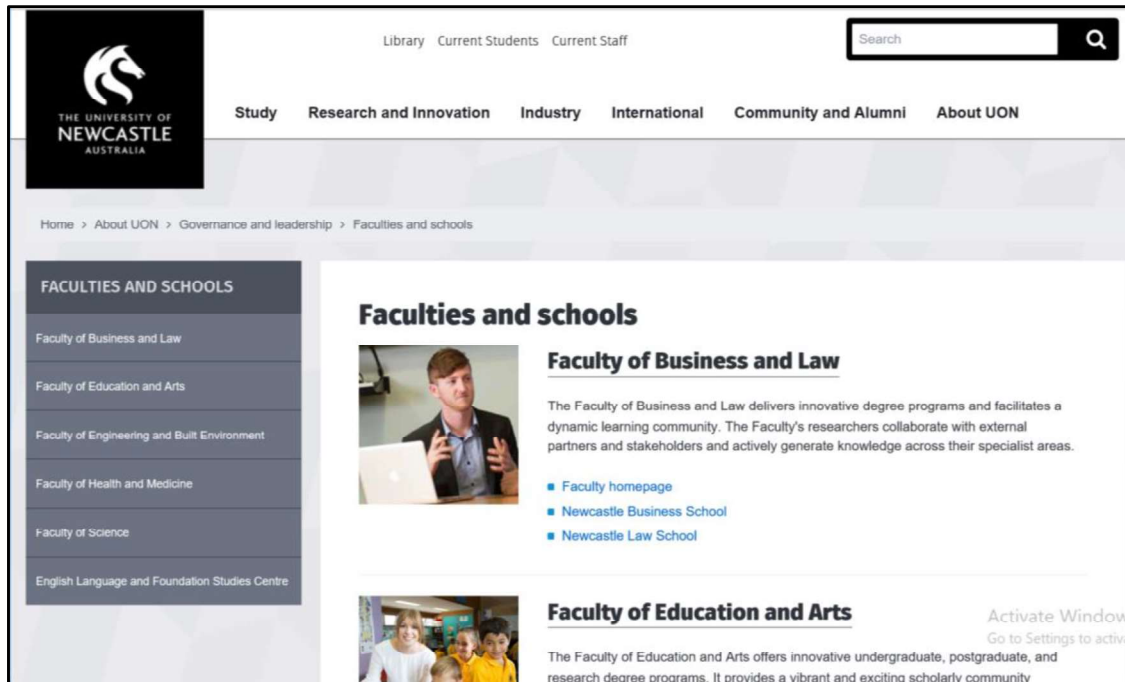 Library Current Students Current Staff
Search
THE UNIVERSITY OF
NEWCASTLE
AUSTRALIA
Study Research and Innovation Industry International Community and Alumni About UON
Home > About UON > Governance and leadership > Faculties and schools
FACULTIES AND SCHOOLS
Faculty of Business and Law
Faculty of Education and Arts
Faculty of Engineering and Built Environment
Faculty of Health and Medicine
Faculty of Science
English Language and Foundation Studies Centre
Faculties and schools
Faculty of Business and Law
The Faculty of Business and Law delivers innovative degree programs and facilitates a
dynamic learning community. The Faculty's researchers collaborate with external
partners and stakeholders and actively generate knowledge across their specialist areas.
Faculty homepage
Newcastle Business School
Newcastle Law School
Faculty of Education and Arts
The Faculty of Education and Arts offers innovative undergraduate, postgraduate, and
research degree programs. It provides a vibrant and exciting scholarly community
Activate Window
Go to Settings to activ